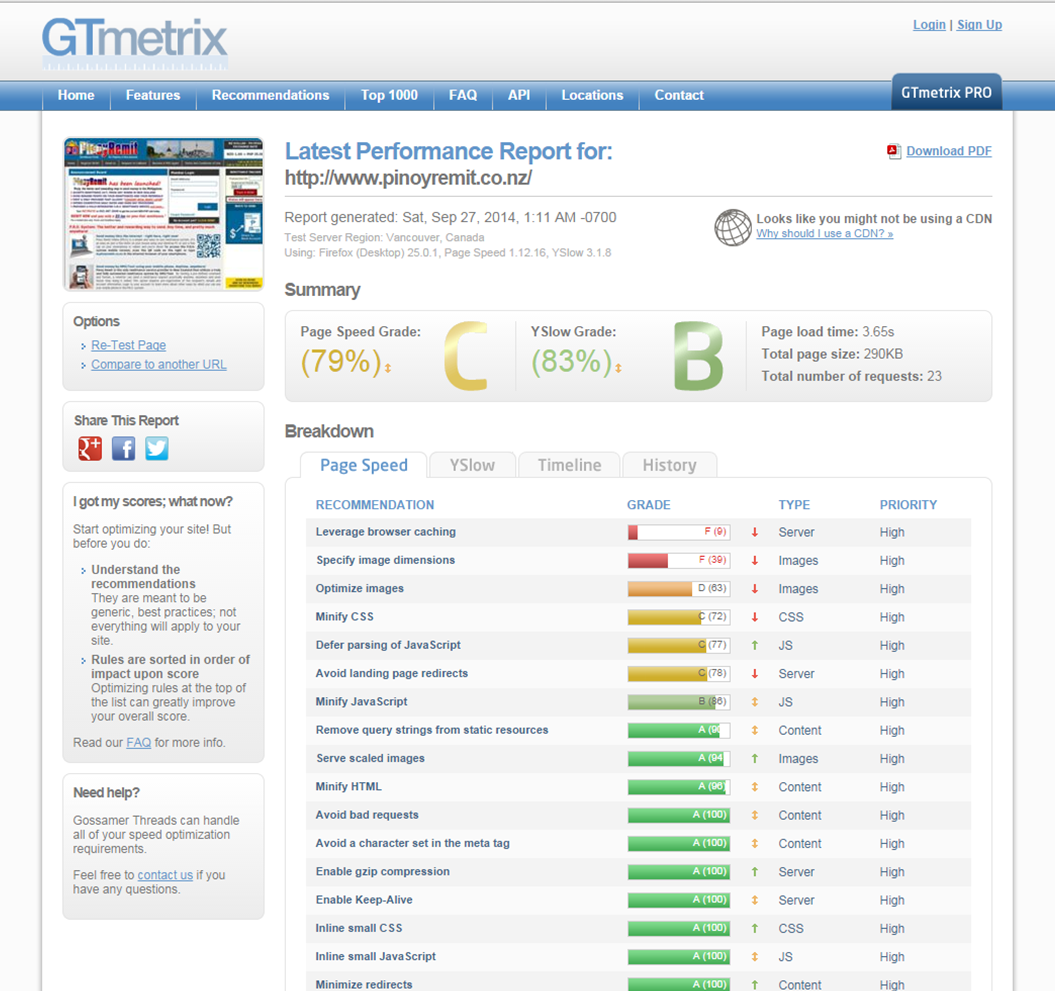 GTmetrix
Login | Sign Up
Home Features Recommendations Top 1000 FAQ API Locations Contact GTmetrix PRO
PinoyRemit
Latest Performance Report for:
http://www.pinoyremit.co.nz/
Download PDF
Report generated: Sat, Sep 27, 2014, 1:11 AM -0700
Test Server Region: Vancouver, Canada
Using: Firefox (Desktop) 25.0.1, Page Speed 1.12.16, YSlow 3.1.8
Looks like you might not be using a CDN
Why should I use a CDN? »
Options
Re-Test Page
Compare to another URL
Share This Report
I got my scores; what now?
Start optimizing your site! But
before you do:
Understand the
recommendations
They are meant to be
generic, best practices; not
everything will apply to your
site.
Rules are sorted in order of
impact upon score
Optimizing rules at the top of
the list can greatly improve
your overall score.
Read our FAQ for more info.
Need help?
Gossamer Threads can handle
all of your speed optimization
requirements.
Feel free to contact us if you
have any questions.
Summary
Page Speed Grade:
(79%)
C
YSlow Grade:
(83%)
B
Page load time: 3.65s
Total page size: 290KB
Total number of requests: 23
Breakdown
Page Speed YSlow Timeline History
RECOMMENDATION GRADE TYPE PRIORITY
Leverage browser caching F (9) Server High
Specify image dimensions F (39) Images High
Optimize images D (63) Images High
Minify CSS C (72) CSS High
Defer parsing of JavaScript C (77) JS High
Avoid landing page redirects C (78) Server High
Minify JavaScript B (86) JS High
Remove query strings from static resources A Content High
Serve scaled images A (94 Images High
Minify HTML A (96) Content High
Avoid bad requests A (100) Content High
Avoid a character set in the meta tag A (100) Content High
Enable gzip compression A (100) Server High
Enable Keep-Alive A (100) Server High
Inline small CSS A (100) CSS High
Inline small JavaScript A (100) JS High
Minimize redirects A (100) Content High